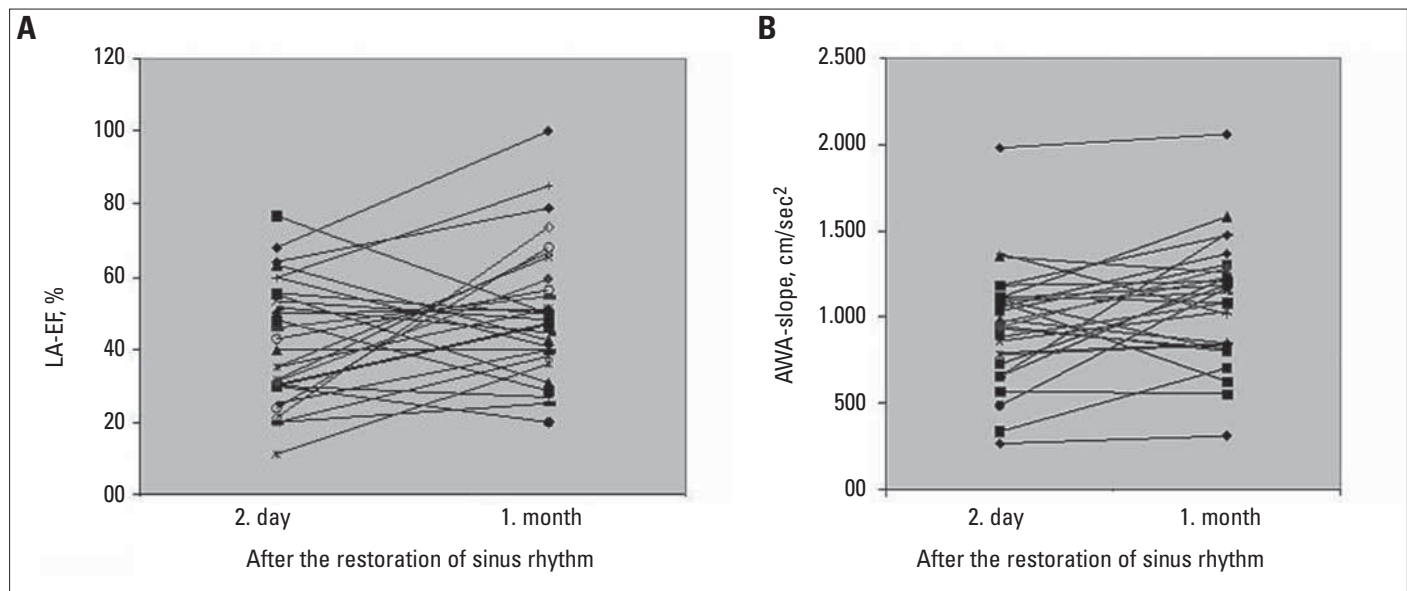 A
120
100
80
60
40
20
00
LA-EF, %
2. day 1. month
After the restoration of sinus rhythm
B
2.500
2.000
1.500
1.000
500
00
AWA-slope, cm/sec²
2. day 1. month
After the restoration of sinus rhythm